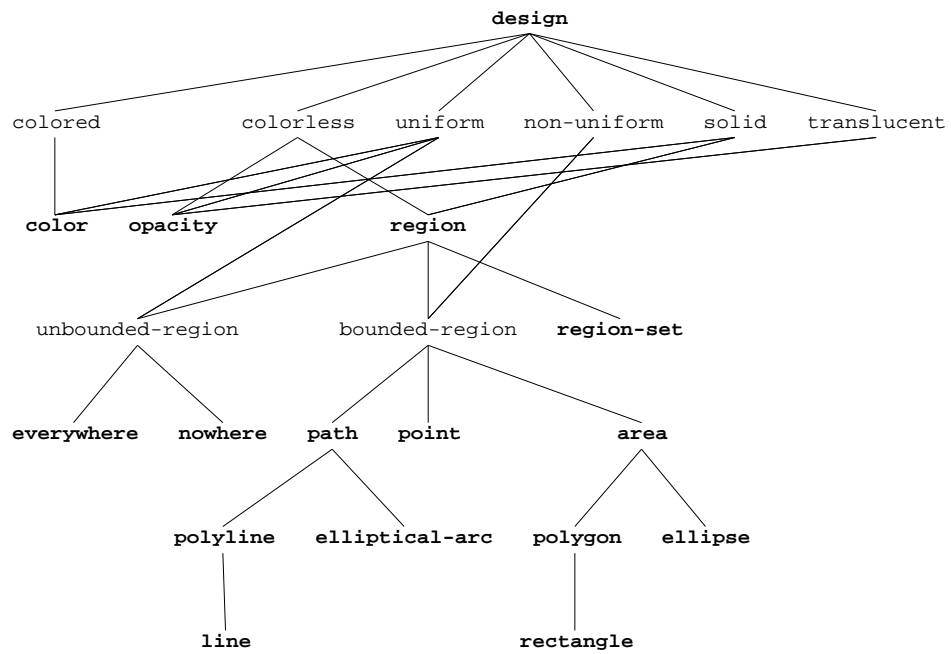 design
colored colorless uniform non-uniform solid translucent
color opacity region
unbounded-region bounded-region region-set
everywhere nowhere path point area
polyline elliptical-arc polygon ellipse
line rectangle